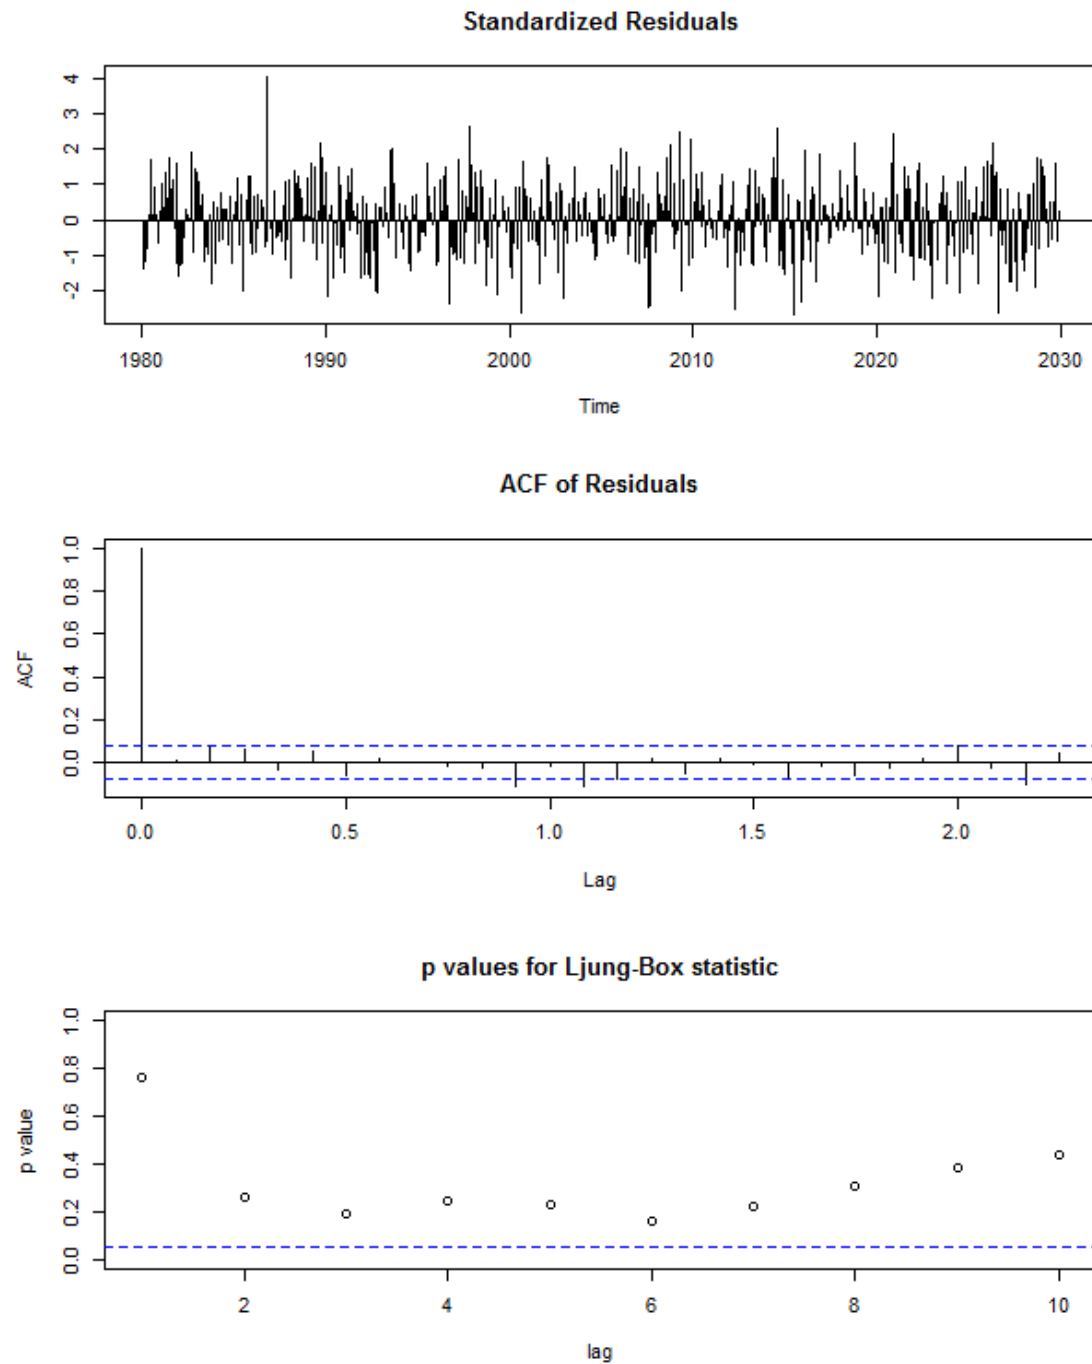 Standardized Residuals
4
3
2
1
0
-1
-2
1980 1990 2000 2010 2020 2030
Time
ACF of Residuals
ACF
1.0
0.8
0.6
0.4
0.2
0.0
0.0 0.5 1.0 1.5 2.0
Lag
p values for Ljung-Box statistic
p value
1.0
0.8
0.6
0.4
0.2
0.0
2 4 6 8 10
lag